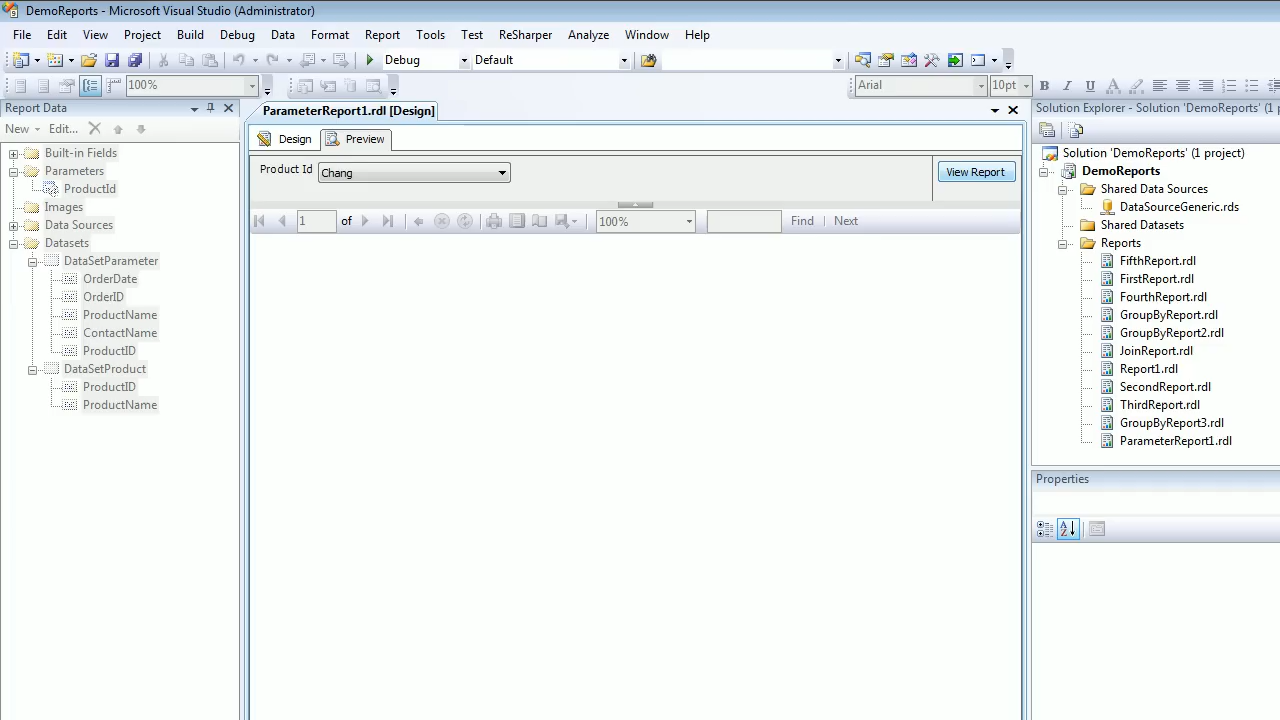 DemoReports - Microsoft Visual Studio (Administrator)
File Edit View Project Build Debug Data Format Report Tools Test ReSharper Analyze Window Help
Debug Default
100% Arial 10pt B I U A
Report Data
New Edit...
Built-in Fields
Parameters
ProductId
Images
Data Sources
Datasets
DataSetParameter
OrderDate
OrderID
ProductName
ContactName
ProductID
DataSetProduct
ProductID
ProductName
ParameterReport1.rdl [Design]
Design Preview
Product Id Chang View Report
1 of 100% Find | Next
Solution Explorer - Solution 'DemoReports' (1 p
Solution 'DemoReports' (1 project)
DemoReports
Shared Data Sources
DataSourceGeneric.rds
Shared Datasets
Reports
FifthReport.rdl
FirstReport.rdl
FourthReport.rdl
GroupByReport.rdl
GroupByReport2.rdl
JoinReport.rdl
Report1.rdl
SecondReport.rdl
ThirdReport.rdl
GroupByReport3.rdl
ParameterReport1.rdl
Properties